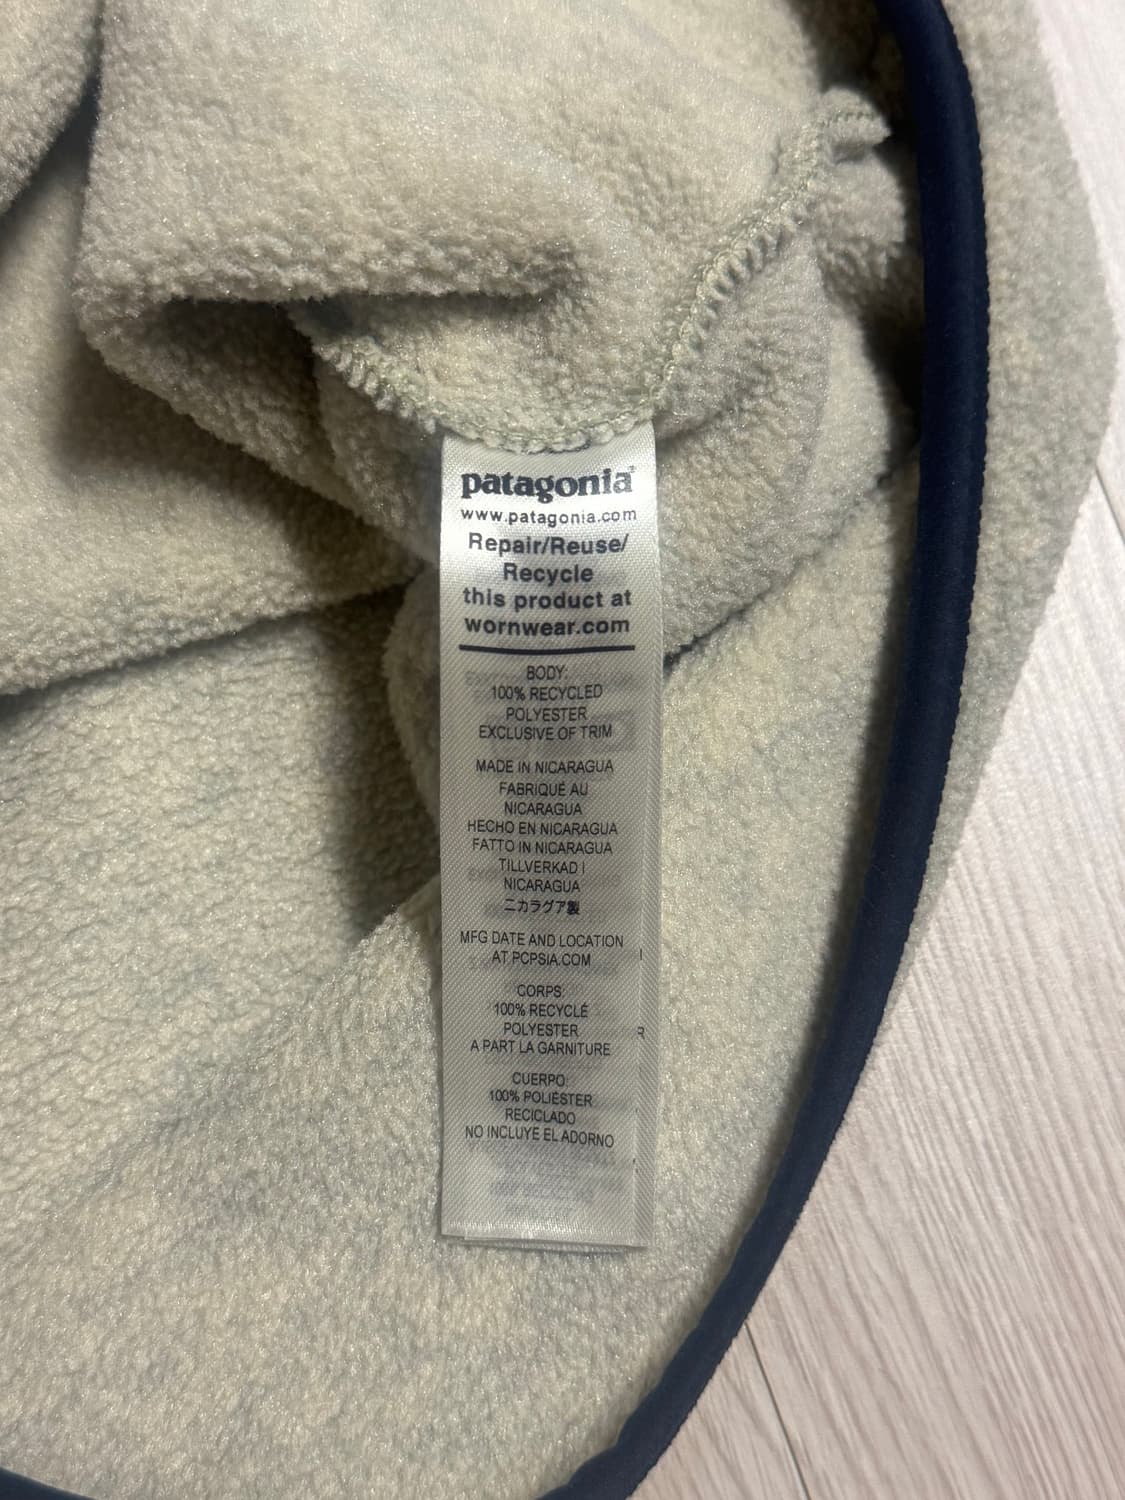 patagonia®
www.patagonia.com
Repair/Reuse/
Recycle
this product at
wornwear.com
BODY:
100% RECYCLED
POLYESTER
EXCLUSIVE OF TRIM
MADE IN NICARAGUA
FABRIQUÉ AU
NICARAGUA
HECHO EN NICARAGUA
FATTO IN NICARAGUA
TILLVERKAD I
NICARAGUA
ニカラグア製
MFG DATE AND LOCATION
AT PCPSIA.COM
CORPS:
100% RECYCLÉ
POLYESTER
A PART LA GARNITURE
CUERPO:
100% POLIÉSTER
RECICLADO
NO INCLUYE EL ADORNO